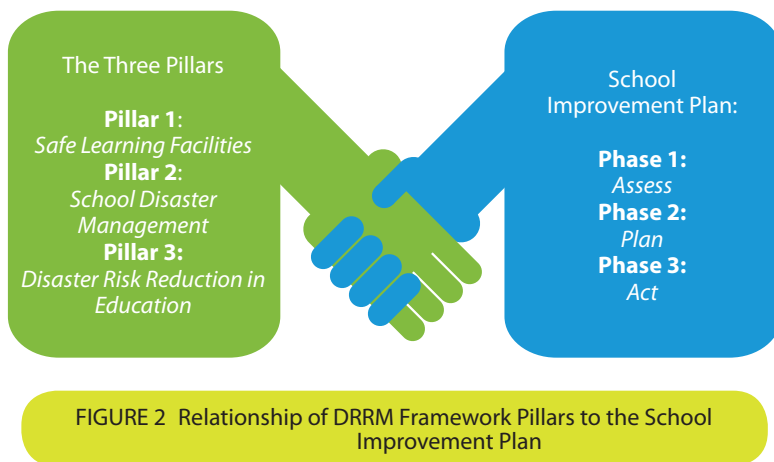 The Three Pillars
Pillar 1:
Safe Learning Facilities
Pillar 2:
School Disaster
Management
Pillar 3:
Disaster Risk Reduction in
Education
School
Improvement Plan:
Phase 1:
Assess
Phase 2:
Plan
Phase 3:
Act
FIGURE 2 Relationship of DRRM Framework Pillars to the School
Improvement Plan